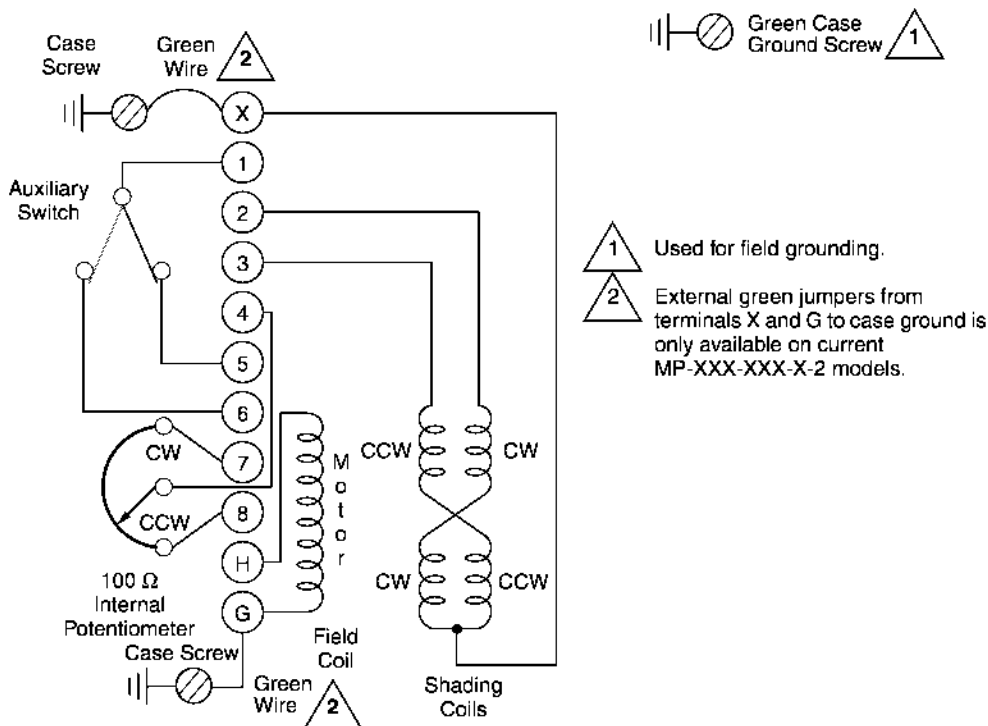 Case
Screw
Green
Wire
2
Green Case
Ground Screw
1
X
1
Auxiliary
Switch
2
3
4
5
6
7
8
H
G
CW
CCW
100 Ω
Internal
Potentiometer
Motor
Field
Coil
Case Screw
Green
Wire
2
CCW
CW
CW
CCW
Shading
Coils
1
Used for field grounding.
2
External green jumpers from
terminals X and G to case ground is
only available on current
MP-XXX-XXX-X-2 models.